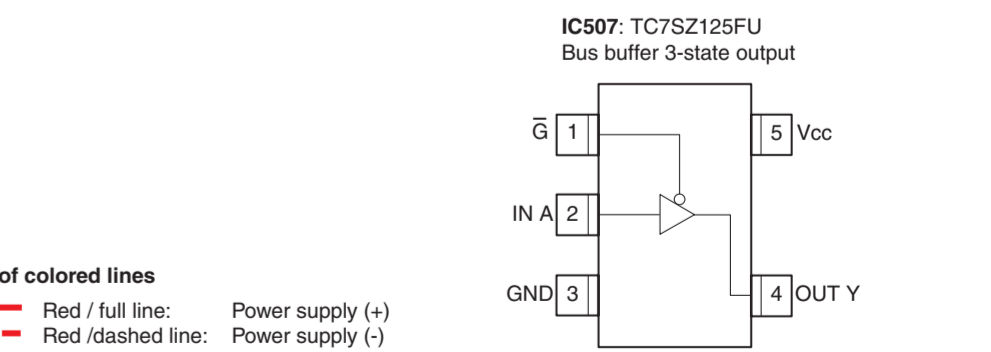 IC507: TC7SZ125FU
Bus buffer 3-state output
G̅ 1
5 Vcc
IN A 2
GND 3
4 OUT Y
of colored lines
Red / full line: Power supply (+)
Red /dashed line: Power supply (-)